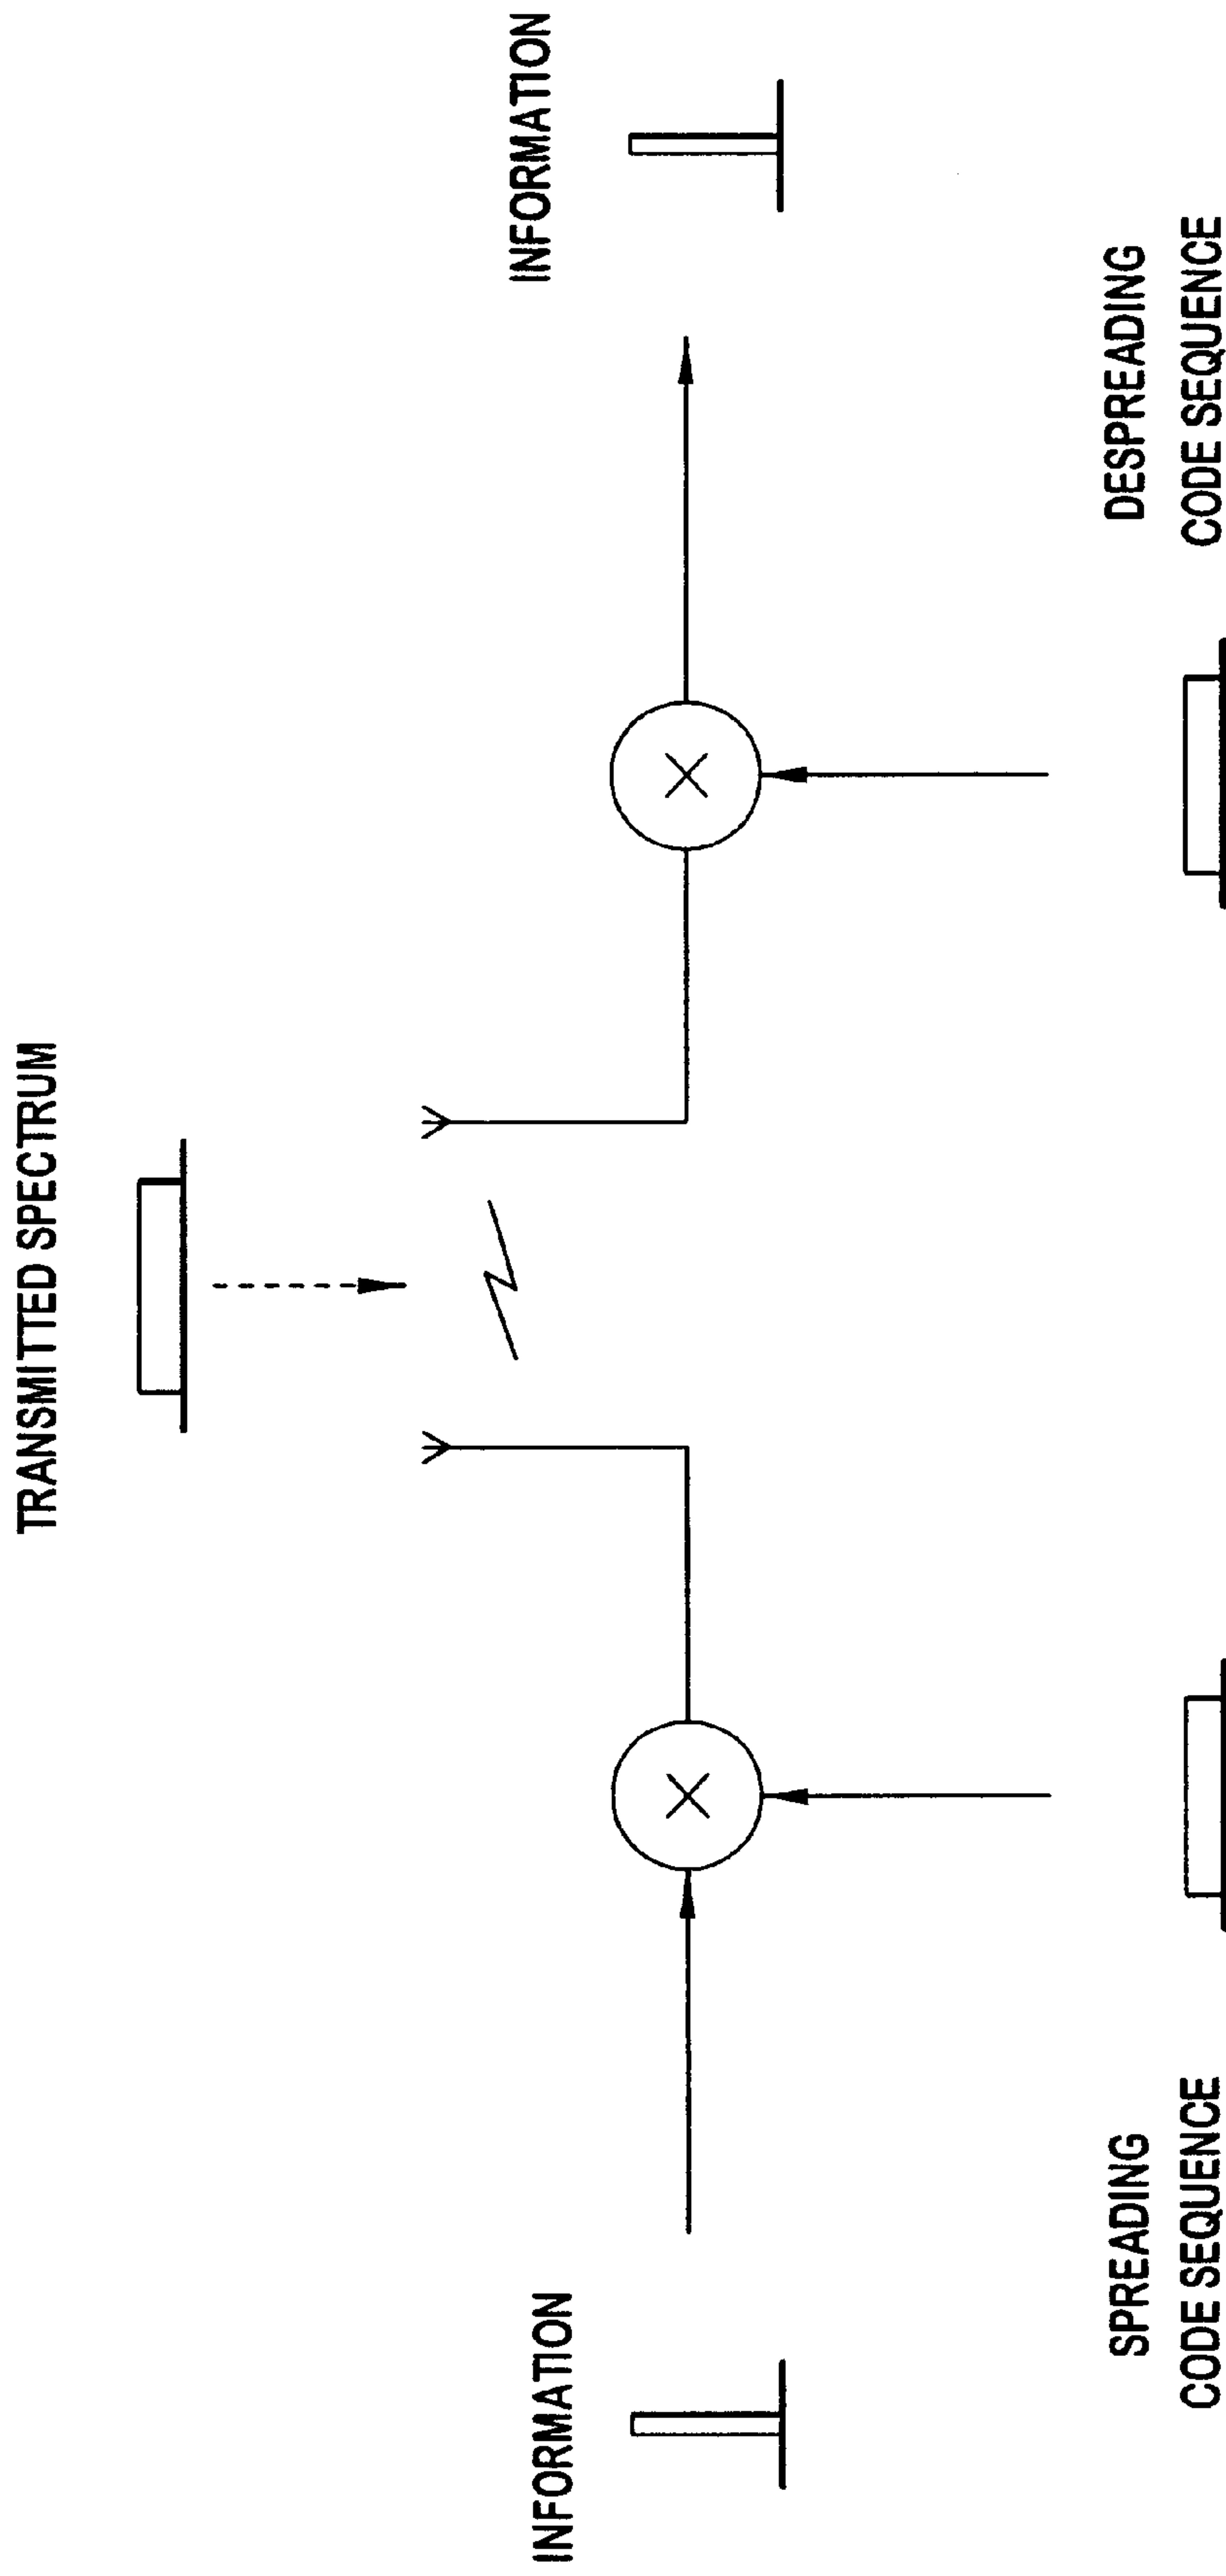 TRANSMITTED SPECTRUM
INFORMATION
INFORMATION
SPREADING
CODE SEQUENCE
DESPREADING
CODE SEQUENCE